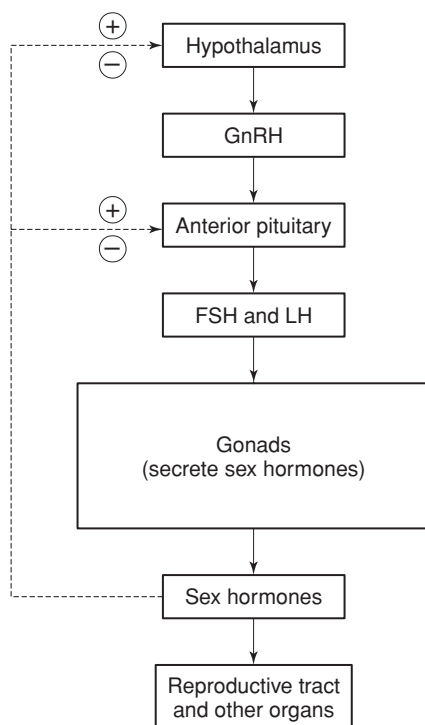 +
−
Hypothalamus
GnRH
+
−
Anterior pituitary
FSH and LH
Gonads
(secrete sex hormones)
Sex hormones
Reproductive tract
and other organs